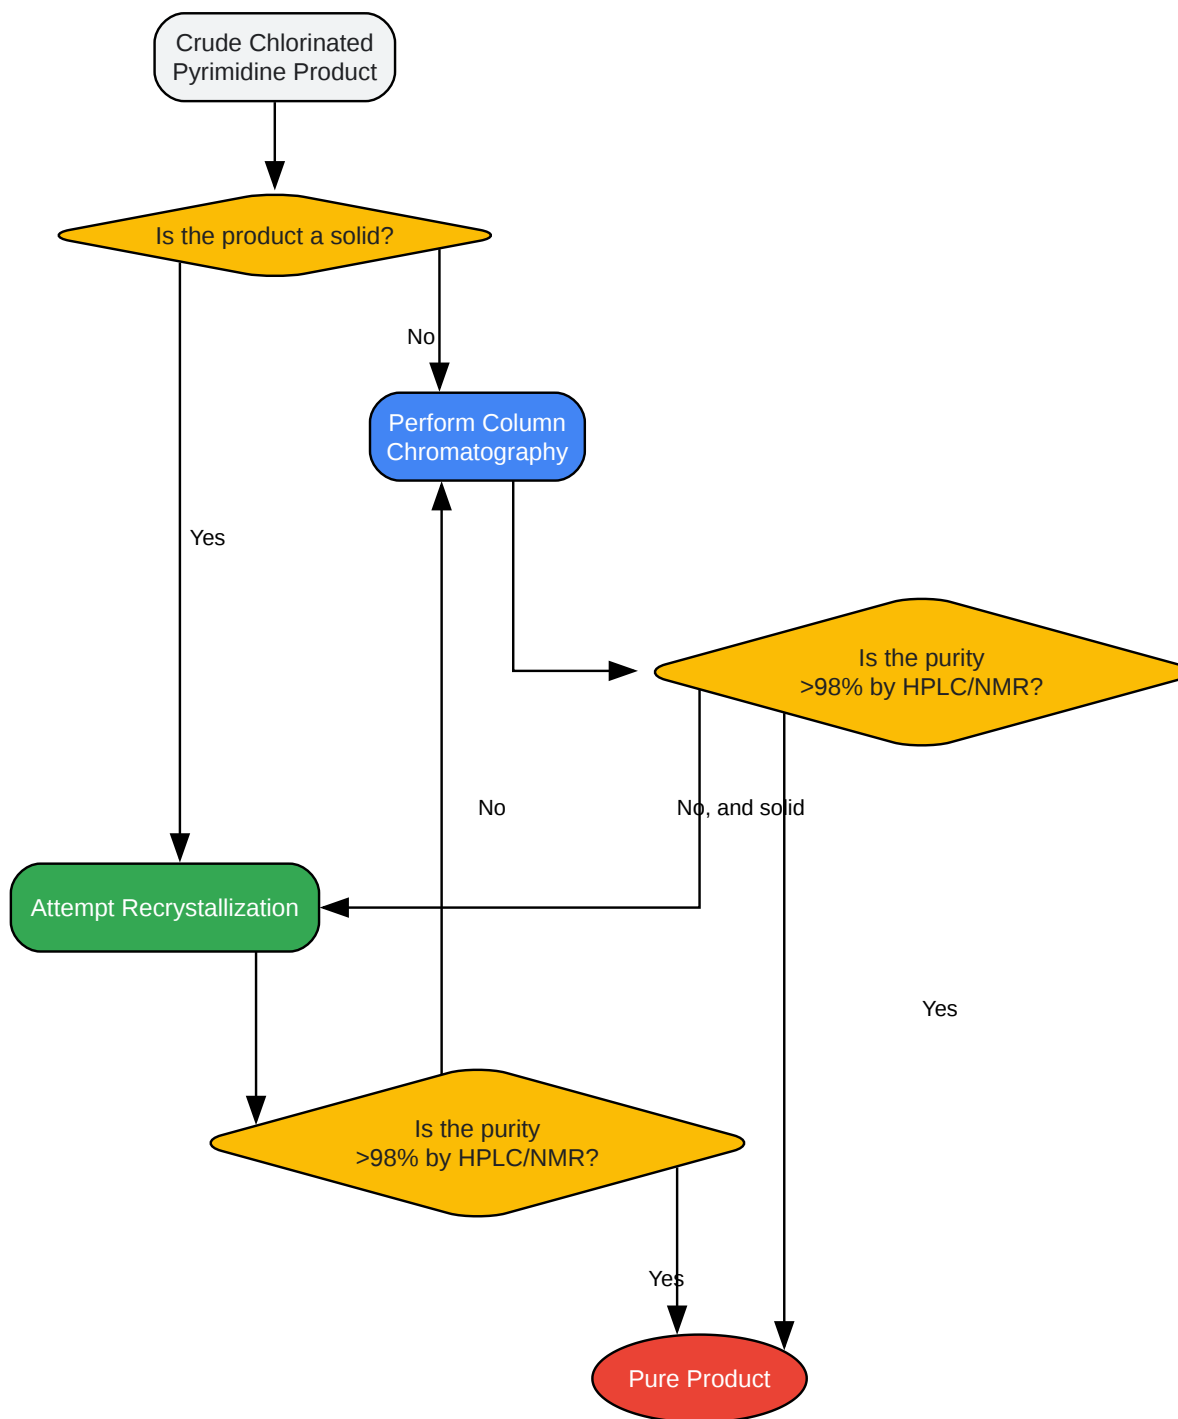 Crude Chlorinated
Pyrimidine Product
Is the product a solid?
No
Perform Column
Chromatography
Yes
Is the purity
>98% by HPLC/NMR?
No
No, and solid
Attempt Recrystallization
Yes
Is the purity
>98% by HPLC/NMR?
Yes
Pure Product